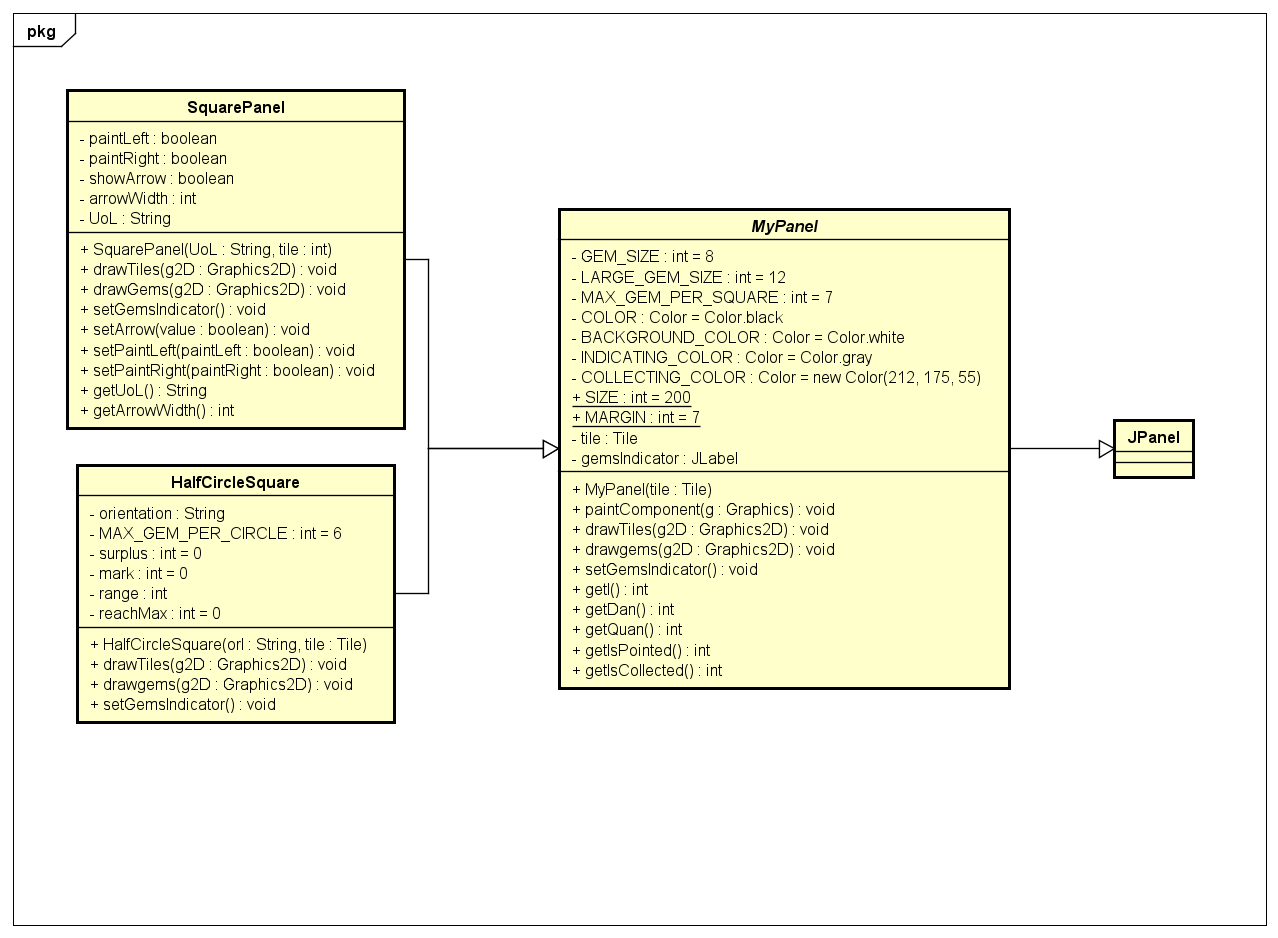 pkg
SquarePanel
- paintLeft : boolean
- paintRight : boolean
- showArrow : boolean
- arrowWidth : int
- UoL : String
+ SquarePanel(UoL : String, tile : int)
+ drawTiles(g2D : Graphics2D) : void
+ drawGems(g2D : Graphics2D) : void
+ setGemsIndicator() : void
+ setArrow(value : boolean) : void
+ setPaintLeft(paintLeft : boolean) : void
+ setPaintRight(paintRight : boolean) : void
+ getUoL() : String
+ getArrowWidth() : int
HalfCircleSquare
- orientation : String
- MAX_GEM_PER_CIRCLE : int = 6
- surplus : int = 0
- mark : int = 0
- range : int
- reachMax : int = 0
+ HalfCircleSquare(orI : String, tile : Tile)
+ drawTiles(g2D : Graphics2D) : void
+ drawgems(g2D : Graphics2D) : void
+ setGemsIndicator() : void
MyPanel
- GEM_SIZE : int = 8
- LARGE_GEM_SIZE : int = 12
- MAX_GEM_PER_SQUARE : int = 7
- COLOR : Color = Color.black
- BACKGROUND_COLOR : Color = Color.white
- INDICATING_COLOR : Color = Color.gray
- COLLECTING_COLOR : Color = new Color(212, 175, 55)
+ SIZE : int = 200
+ MARGIN : int = 7
- tile : Tile
- gemsIndicator : JLabel
+ MyPanel(tile : Tile)
+ paintComponent(g : Graphics) : void
+ drawTiles(g2D : Graphics2D) : void
+ drawgems(g2D : Graphics2D) : void
+ setGemsIndicator() : void
+ getI() : int
+ getDan() : int
+ getQuan() : int
+ getIsPointed() : int
+ getIsCollected() : int
JPanel